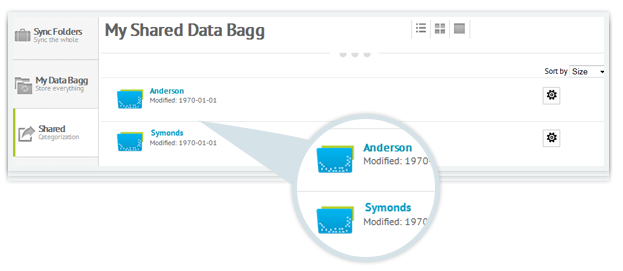 Sync Folders
Sync the whole
My Data Bagg
Store everything
Shared
Categorization
My Shared Data Bagg
Sort by Size
Anderson
Modified: 1970-01-01
Symonds
Modified: 1970-01-01
Anderson
Modified: 1970-
Symonds
Modified: 1970